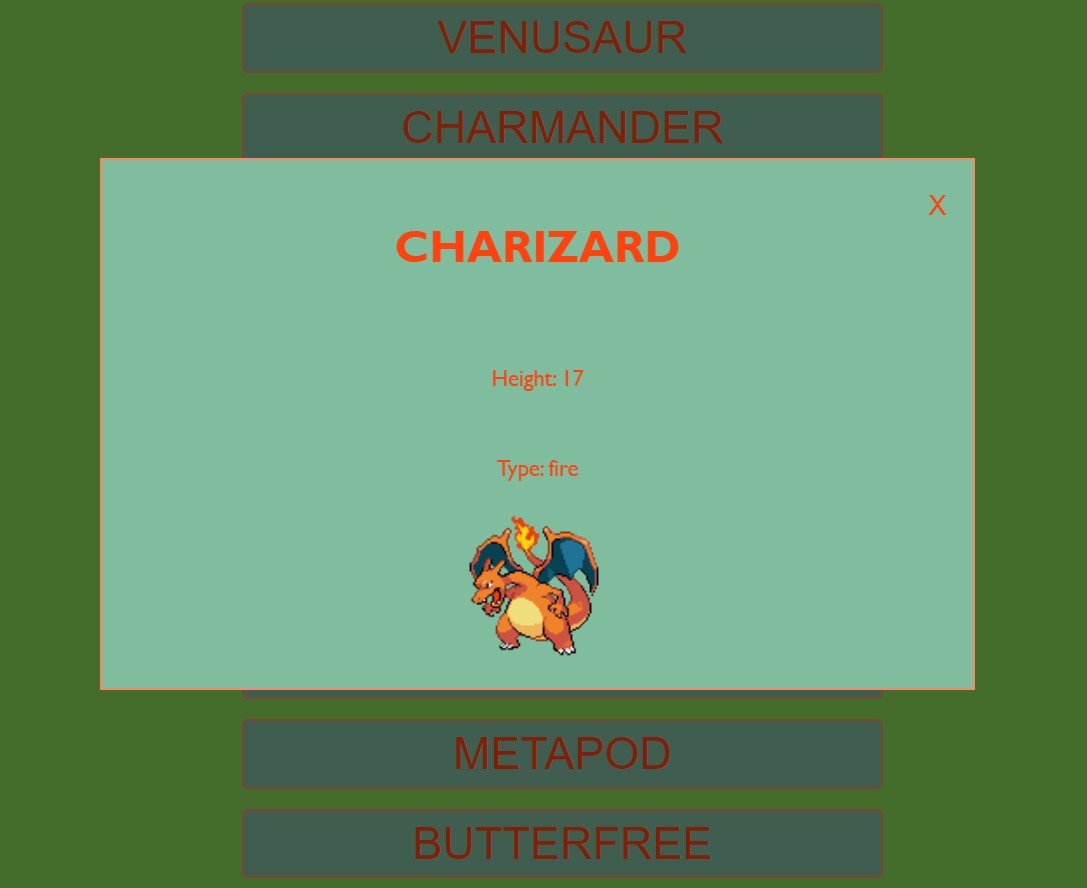 VENUSAUR
CHARMANDER
X
CHARIZARD
Height: 17
Type: fire
METAPOD
BUTTERFREE